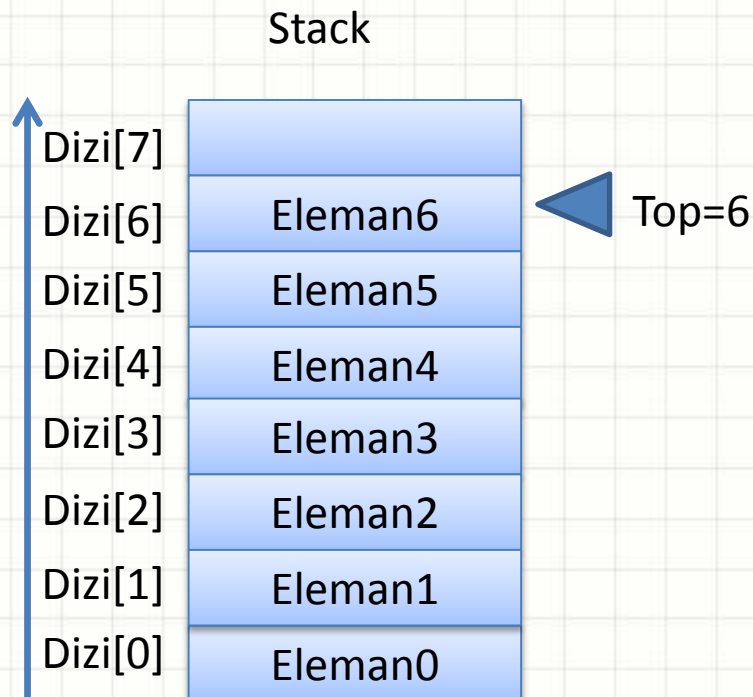 Stack
Dizi[7]
Dizi[6] Eleman6 Top=6
Dizi[5] Eleman5
Dizi[4] Eleman4
Dizi[3] Eleman3
Dizi[2] Eleman2
Dizi[1] Eleman1
Dizi[0] Eleman0